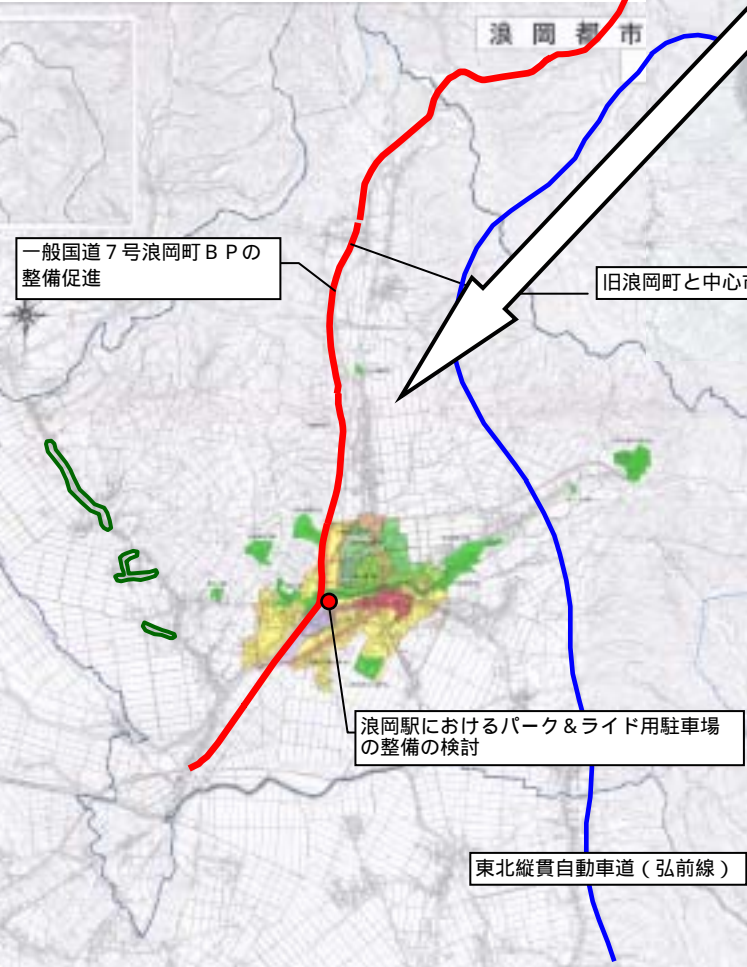 浪岡都市
一般国道７号浪岡町ＢＰの
整備促進
旧浪岡町と中心市
浪岡駅におけるパーク＆ライド用駐車場
の整備の検討
東北縦貫自動車道（弘前線）